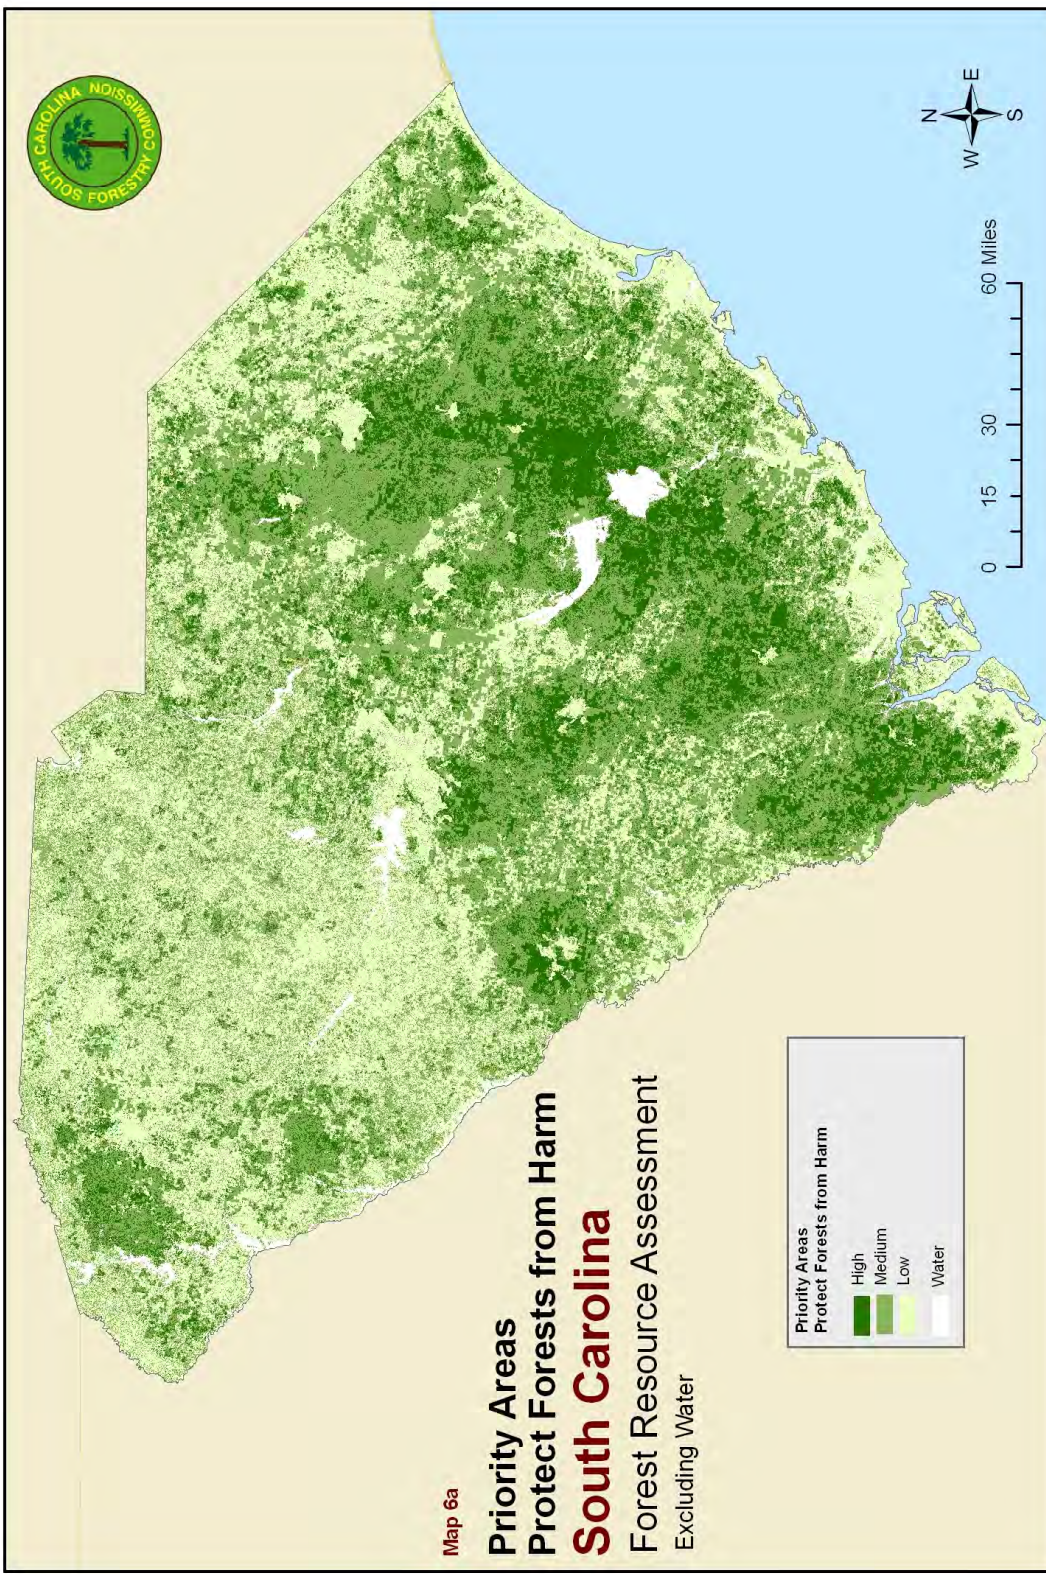 SOUTH CAROLINA
FORESTRY COMMISSION
Map 6a
Priority Areas
Protect Forests from Harm
South Carolina
Forest Resource Assessment
Excluding Water
Priority Areas
Protect Forests from Harm
High
Medium
Low
Water
0 15 30 60 Miles
N
W E
S